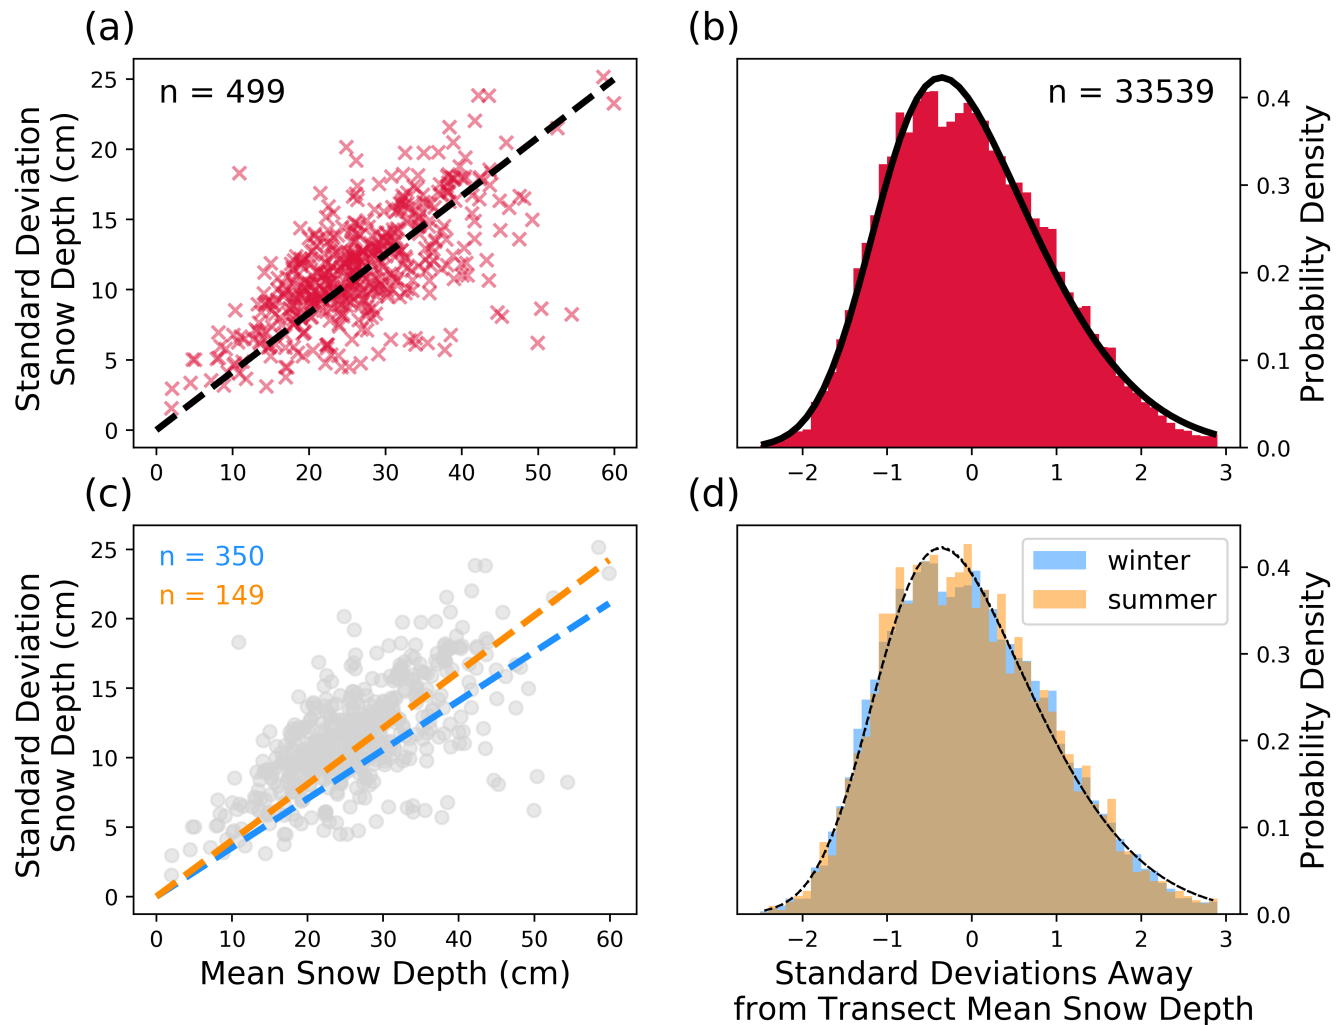 (a)
n = 499
Standard Deviation
Snow Depth (cm)
25
20
15
10
5
0
0 10 20 30 40 50 60
(b)
n = 33539
Probability Density
0.4
0.3
0.2
0.1
0.0
−2 −1 0 1 2 3
(c)
n = 350
n = 149
Standard Deviation
Snow Depth (cm)
25
20
15
10
5
0
0 10 20 30 40 50 60
Mean Snow Depth (cm)
(d)
winter
summer
Probability Density
0.4
0.3
0.2
0.1
0.0
−2 −1 0 1 2 3
Standard Deviations Away
from Transect Mean Snow Depth